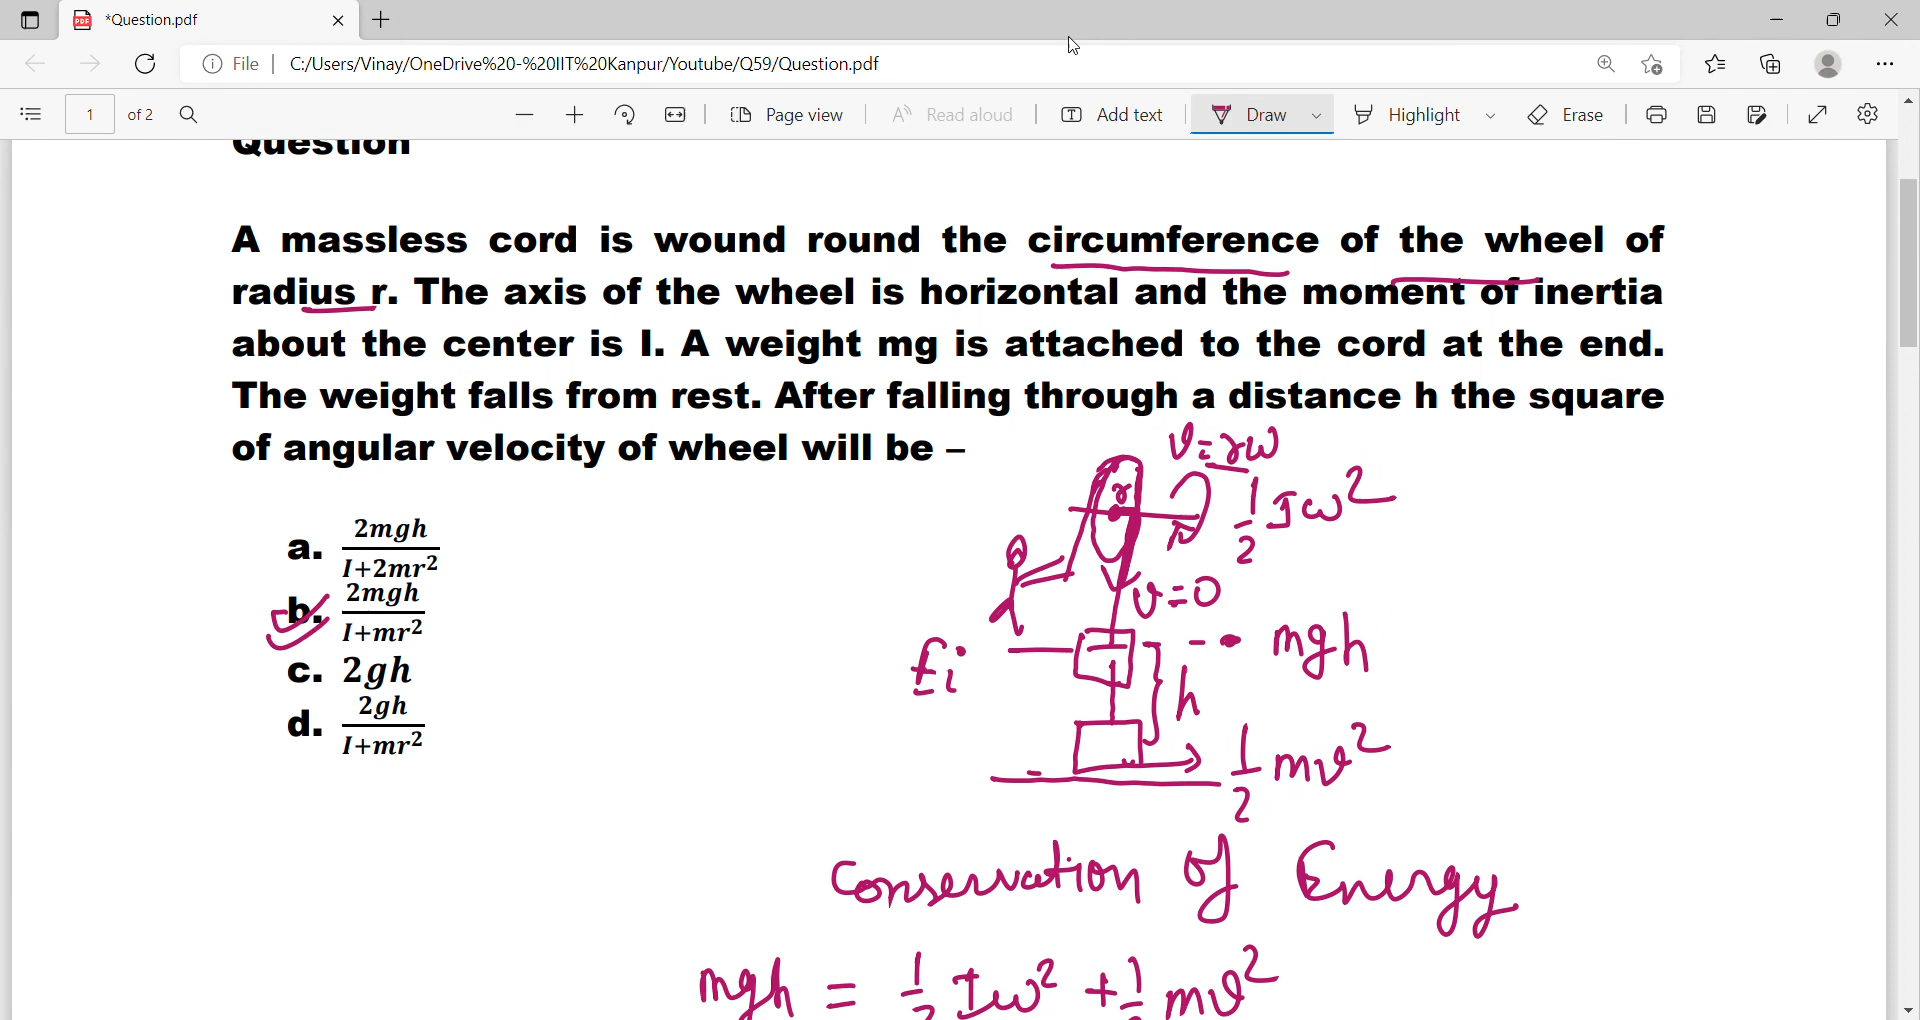 *Question.pdf
File
C:/Users/Vinay/OneDrive%20-%20IIT%20Kanpur/Youtube/Q59/Question.pdf
1 of 2
Page view
Read aloud
Add text
Draw
Highlight
Erase
Question
A massless cord is wound round the circumference of the wheel of
radius r. The axis of the wheel is horizontal and the moment of inertia
about the center is I. A weight mg is attached to the cord at the end.
The weight falls from rest. After falling through a distance h the square
of angular velocity of wheel will be –
a. 2mgh / I+2mr²
b. 2mgh / I+mr²
c. 2gh
d. 2gh / I+mr²
v = rω
r
1/2 Iω²
v = 0
Ei
mgh
h
1/2 mv²
Conservation of Energy
mgh = 1/2 Iω² + 1/2 mv²